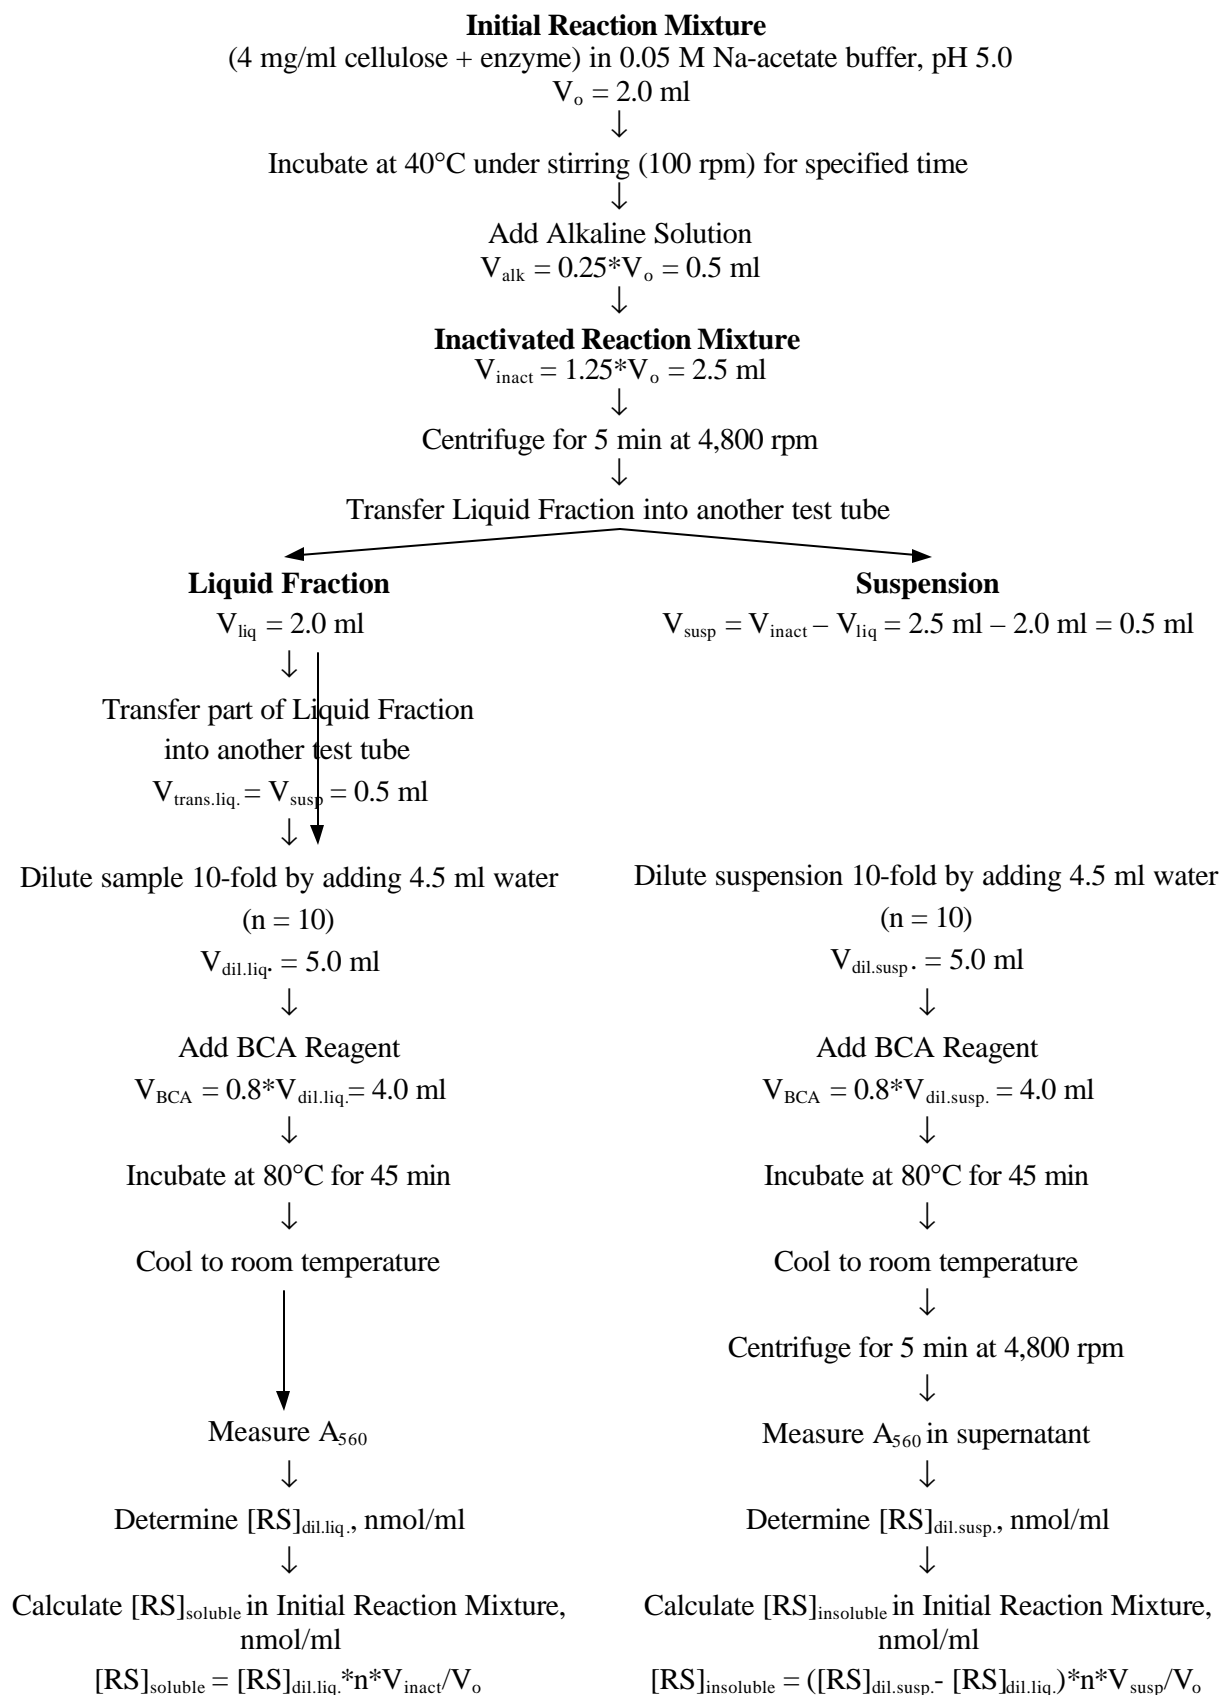 Initial Reaction Mixture
(4 mg/ml cellulose + enzyme) in 0.05 M Na-acetate buffer, pH 5.0
Vo = 2.0 ml
↓
Incubate at 40°C under stirring (100 rpm) for specified time
↓
Add Alkaline Solution
Valk = 0.25*Vo = 0.5 ml
↓
Inactivated Reaction Mixture
Vinact = 1.25*Vo = 2.5 ml
↓
Centrifuge for 5 min at 4,800 rpm
↓
Transfer Liquid Fraction into another test tube
Liquid Fraction
Vliq = 2.0 ml
↓
Transfer part of Liquid Fraction
into another test tube
Vtrans.liq. = Vsusp = 0.5 ml
↓
Dilute sample 10-fold by adding 4.5 ml water
(n = 10)
Vdil.liq. = 5.0 ml
↓
Add BCA Reagent
VBCA = 0.8*Vdil.liq.= 4.0 ml
↓
Incubate at 80°C for 45 min
↓
Cool to room temperature
Measure A560
↓
Determine [RS]dil.liq., nmol/ml
↓
Calculate [RS]soluble in Initial Reaction Mixture,
nmol/ml
[RS]soluble = [RS]dil.liq.*n*Vinact/Vo
Suspension
Vsusp = Vinact – Vliq = 2.5 ml – 2.0 ml = 0.5 ml
Dilute suspension 10-fold by adding 4.5 ml water
(n = 10)
Vdil.susp. = 5.0 ml
↓
Add BCA Reagent
VBCA = 0.8*Vdil.susp. = 4.0 ml
↓
Incubate at 80°C for 45 min
↓
Cool to room temperature
↓
Centrifuge for 5 min at 4,800 rpm
↓
Measure A560 in supernatant
↓
Determine [RS]dil.susp., nmol/ml
↓
Calculate [RS]insoluble in Initial Reaction Mixture,
nmol/ml
[RS]insoluble = ([RS]dil.susp.- [RS]dil.liq.)*n*Vsusp/Vo